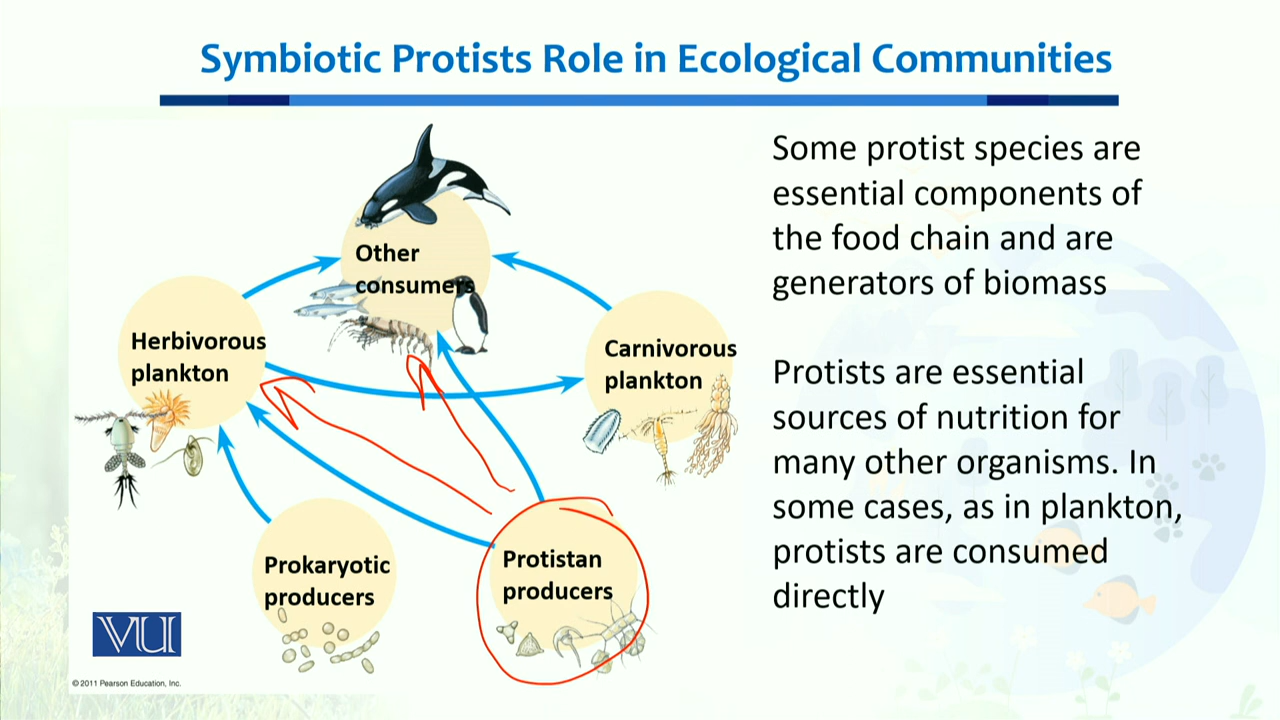 Symbiotic Protists Role in Ecological Communities
Other
consumers
Herbivorous
plankton
Carnivorous
plankton
Prokaryotic
producers
Protistan
producers
VU
© 2011 Pearson Education, Inc.
Some protist species are
essential components of
the food chain and are
generators of biomass
Protists are essential
sources of nutrition for
many other organisms. In
some cases, as in plankton,
protists are consumed
directly